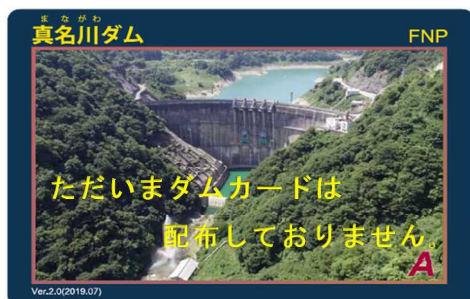 まながわ
真名川ダム
FNP
ただいまダムカードは
配布しておりません。
A
Ver.2.0(2019.07)